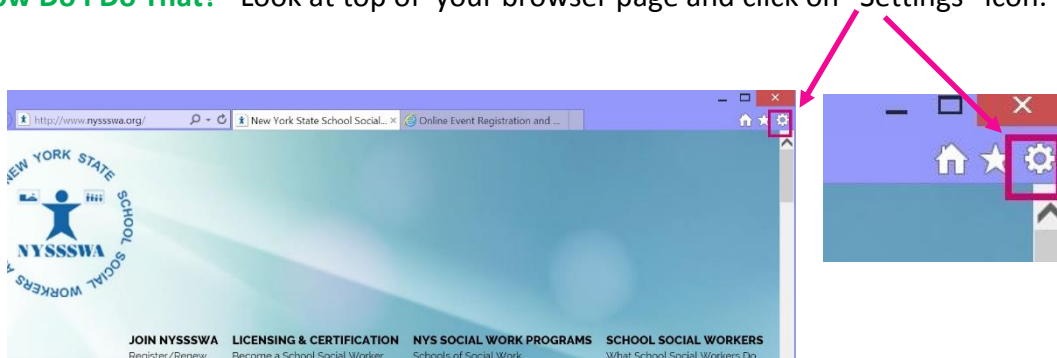 ow Do I Do That? Look at top of your browser page and click on "Settings" icon.
http://www.nyssswa.org/
New York State School Social...
Online Event Registration and ...
NEW YORK STATE SCHOOL SOCIAL WORKERS A
NYSSSWA
JOIN NYSSSWA LICENSING & CERTIFICATION NYS SOCIAL WORK PROGRAMS SCHOOL SOCIAL WORKERS
Register/Renew Become a School Social Worker Schools of Social Work What School Social Workers Do